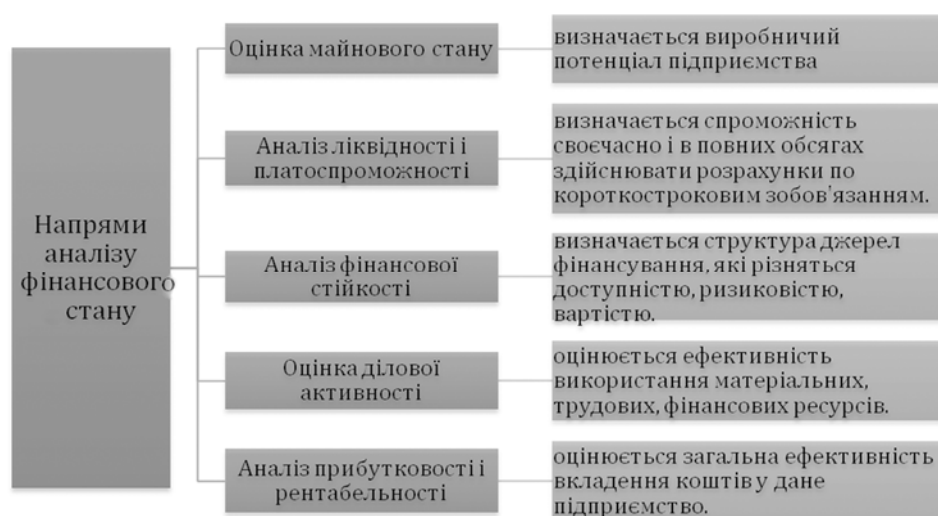 Напрями
аналізу
фінансового
стану
Оцінка майнового стану
визначається виробничий
потенціал підприємства
Аналіз ліквідності і
платоспроможності
визначається спроможність
своєчасно і в повних обсягах
здійснювати розрахунки по
короткостроковим зобов’язанням.
Аналіз фінансової
стійкості
визначається структура джерел
фінансування, які різняться
доступністю, ризиковістю,
вартістю.
Оцінка ділової
активності
оцінюється ефективність
використання матеріальних,
трудових, фінансових ресурсів.
Аналіз прибутковості і
рентабельності
оцінюється загальна ефективність
вкладення коштів у дане
підприємство.